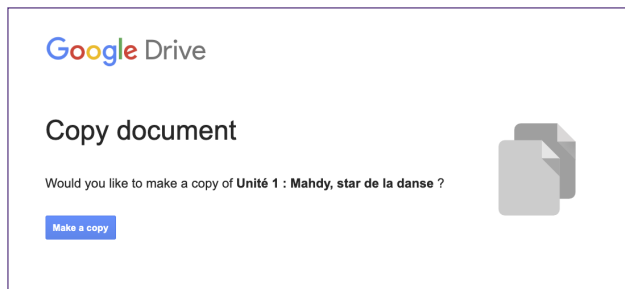 Google Drive
Copy document
Would you like to make a copy of Unité 1 : Mahdy, star de la danse ?
Make a copy